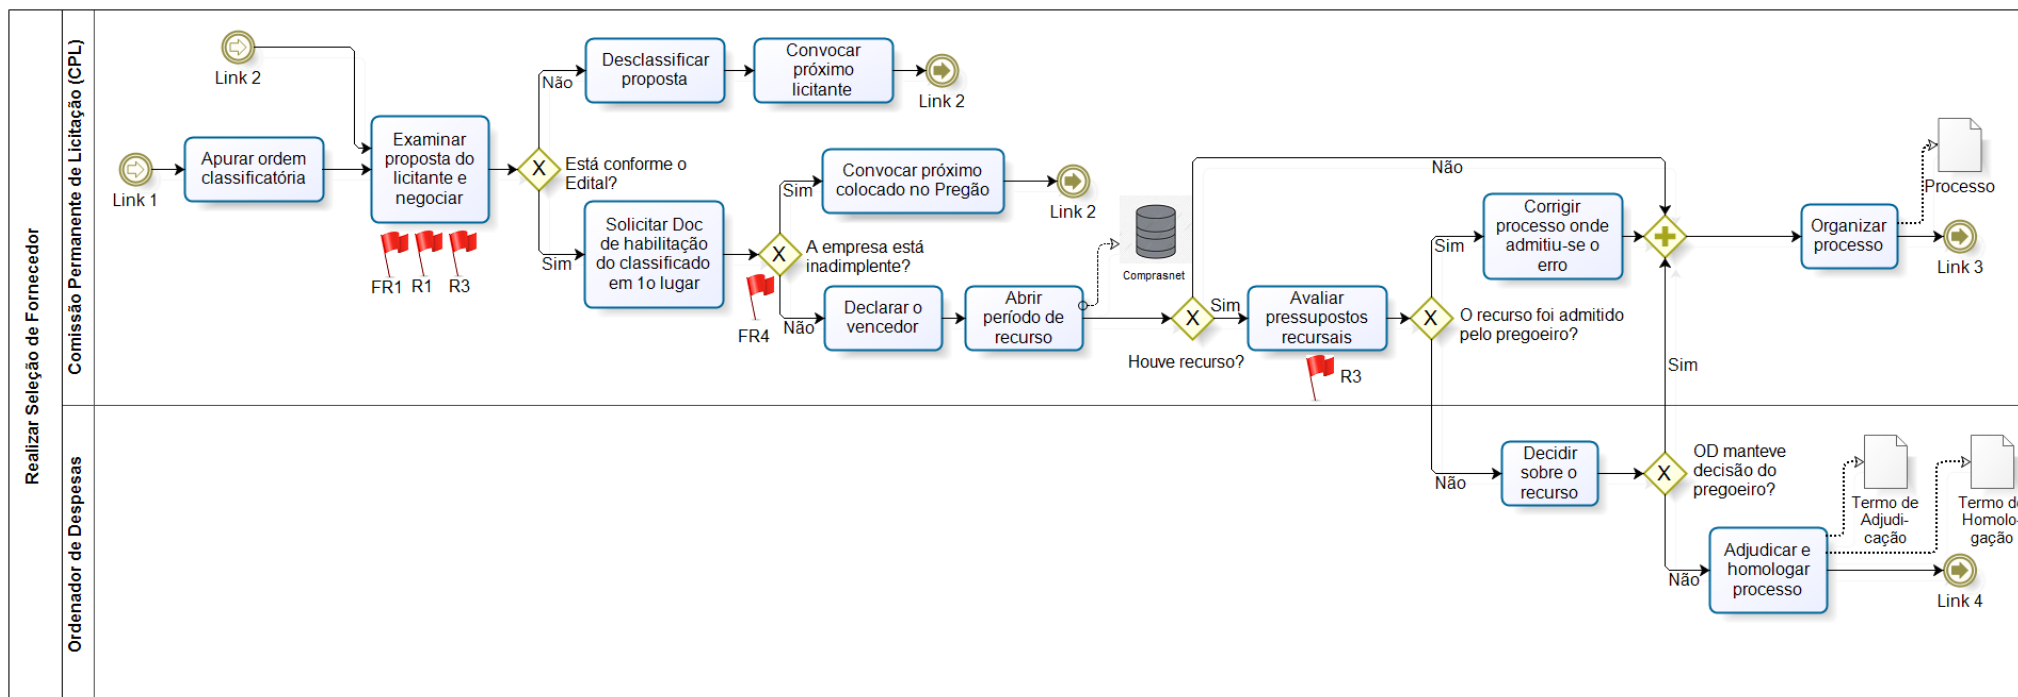 Realizar Seleção de Fornecedor
Comissão Permanente de Licitação (CPL)
Link 2
Link 1
Apurar ordem
classificatória
Examinar
proposta do
licitante e
negociar
FR1
R1
R3
Está conforme o
Edital?
Não
Desclassificar
proposta
Convocar
próximo
licitante
Link 2
Sim
Solicitar Doc
de habilitação
do classificado
em 1o lugar
A empresa está
inadimplente?
FR4
Sim
Convocar próximo
colocado no Pregão
Link 2
Não
Declarar o
vencedor
Abrir
período de
recurso
Comprasnet
Houve recurso?
Não
Sim
Avaliar
pressupostos
recursais
R3
O recurso foi admitido
pelo pregoeiro?
Sim
Corrigir
processo onde
admitiu-se o
erro
Organizar
processo
Processo
Link 3
Ordenador de Despesas
Não
Decidir
sobre o
recurso
OD manteve
decisão do
pregoeiro?
Sim
Não
Adjudicar e
homologar
processo
Termo de
Adjudi-
cação
Termo de
Homolo-
gação
Link 4